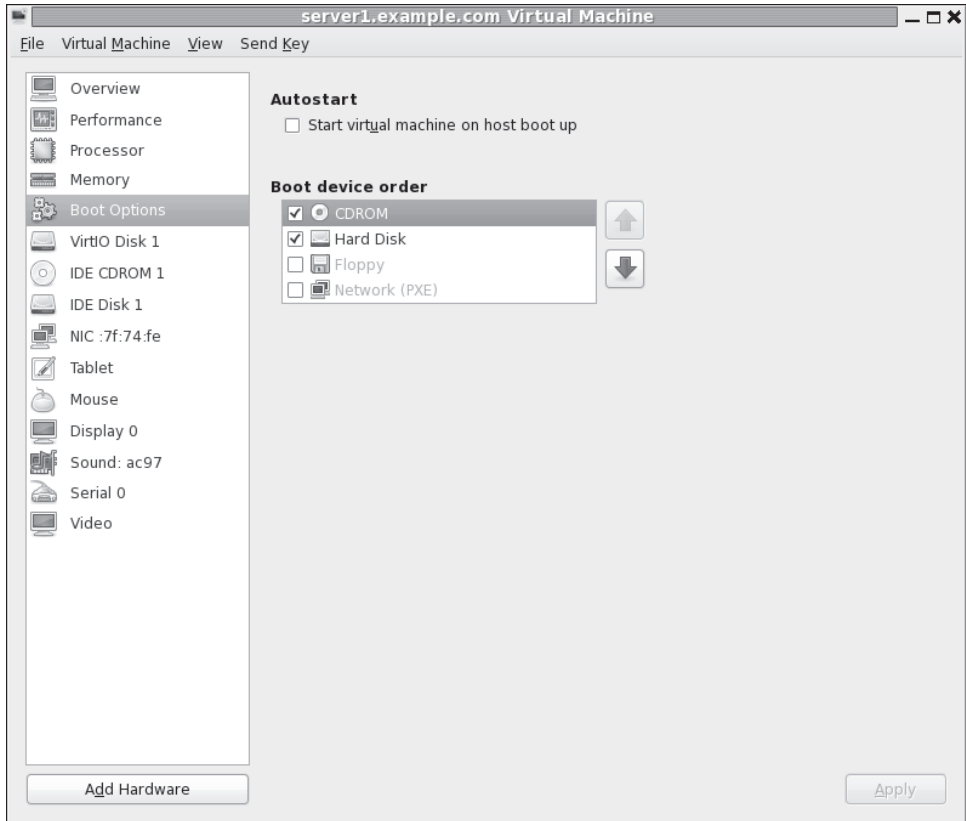 server1.example.com Virtual Machine
File Virtual Machine View Send Key
Overview
Performance
Processor
Memory
Boot Options
VirtIO Disk 1
IDE CDROM 1
IDE Disk 1
NIC :7f:74:fe
Tablet
Mouse
Display 0
Sound: ac97
Serial 0
Video
Add Hardware
Autostart
Start virtual machine on host boot up
Boot device order
CDROM
Hard Disk
Floppy
Network (PXE)
Apply